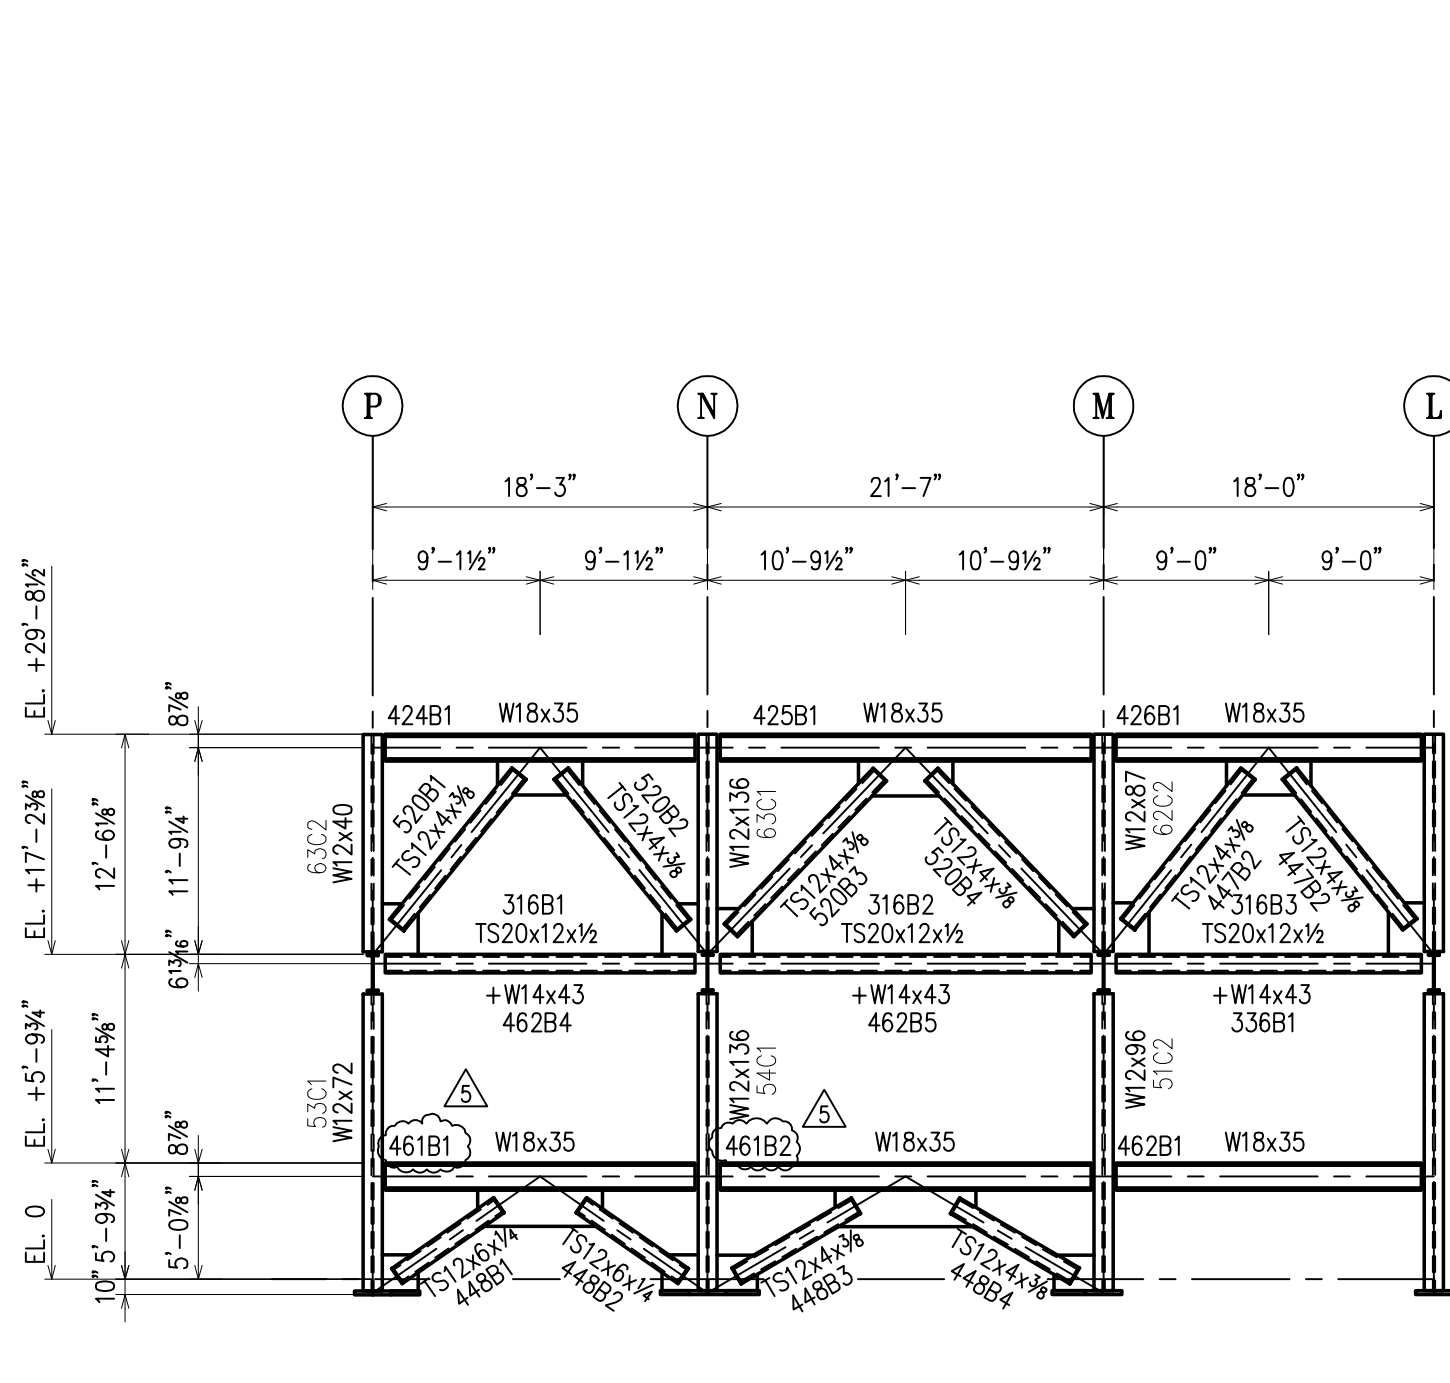 P
N
M
L
18'-3"
21'-7"
18'-0"
9'-1½"
9'-1½"
10'-9½"
10'-9½"
9'-0"
9'-0"
EL. +29'-8½"
8⅞"
424B1
W18x35
425B1
W18x35
426B1
W18x35
EL. +17'-2⅜"
12'-6⅛"
11'-9¼"
63C2
W12x40
520B1
TS12x4x⅜
520B2
TS12x4x⅜
W12x136
63C1
TS12x4x⅜
520B3
TS12x4x⅜
520B4
W12x87
62C2
TS12x4x⅜
447B2
TS12x4x⅜
447B2
316B1
TS20x12x½
316B2
TS20x12x½
316B3
TS20x12x½
6 13/16"
+W14x43
462B4
+W14x43
462B5
+W14x43
336B1
EL. +5'-9¾"
11'-4⅝"
8⅞"
53C1
W12x72
W12x136
54C1
W12x96
51C2
5
5
461B1
W18x35
461B2
W18x35
462B1
W18x35
EL. 0
5'-9¾"
5'-0⅞"
10"
TS12x6x¼
448B1
TS12x6x¼
448B2
TS12x4x⅜
448B3
TS12x4x⅜
448B4